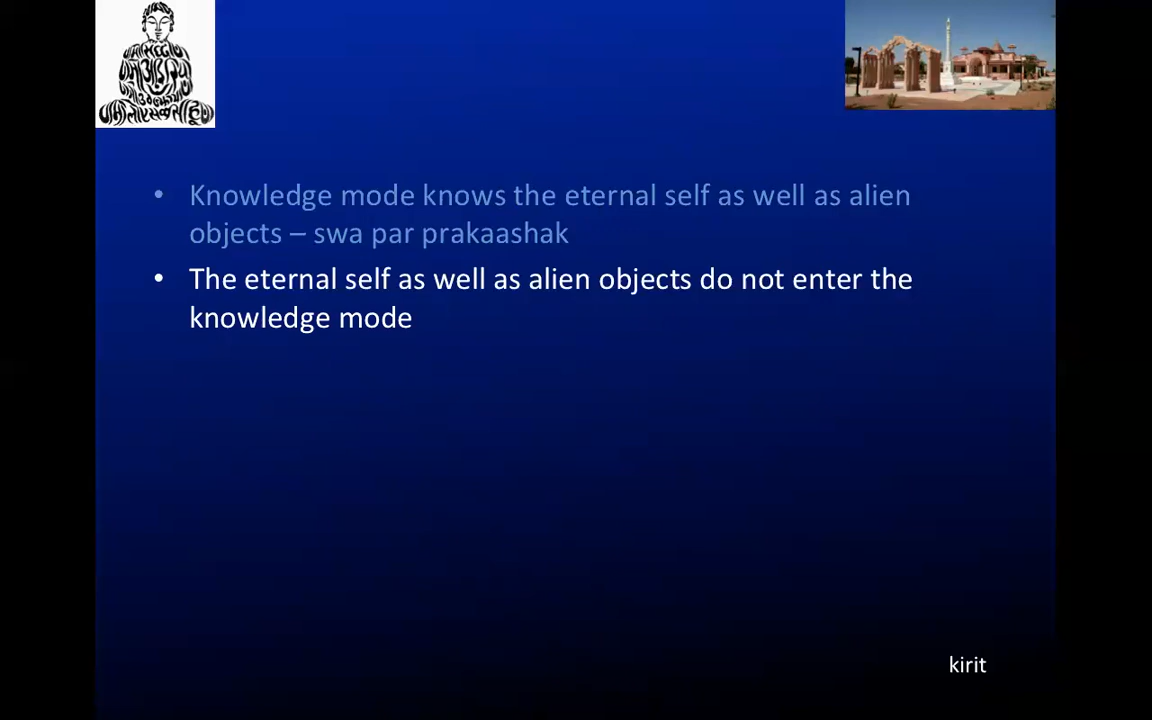 • Knowledge mode knows the eternal self as well as alien
objects – swa par prakaashak
• The eternal self as well as alien objects do not enter the
knowledge mode
kirit